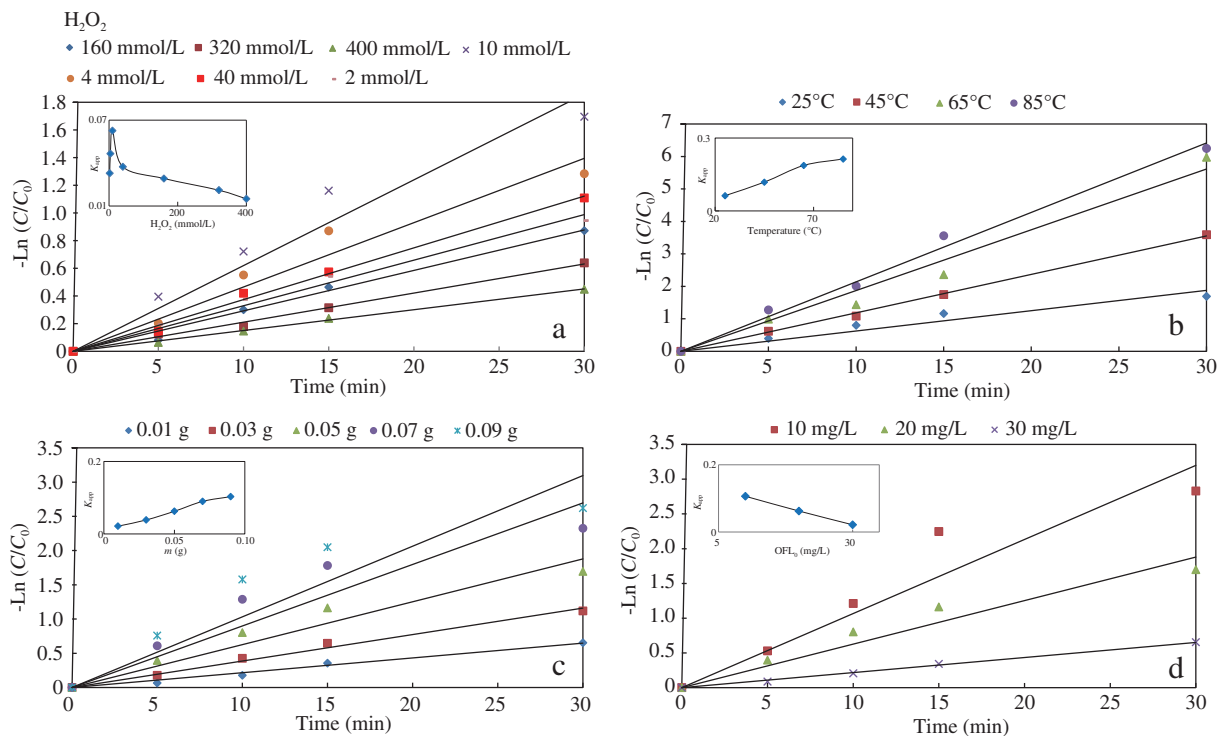 H₂O₂
160 mmol/L 320 mmol/L 400 mmol/L 10 mmol/L
4 mmol/L 40 mmol/L 2 mmol/L
1.8
1.6
1.4
1.2
1.0
0.8
0.6
0.4
0.2
0
-Ln (C/C₀)
0.07
0.01
Kapp
0 200 400
H₂O₂ (mmol/L)
a
0 5 10 15 20 25 30
Time (min)
25°C 45°C 65°C 85°C
7
6
5
4
3
2
1
0
-Ln (C/C₀)
0.3
0
Kapp
20 70
Temperature (°C)
b
0 5 10 15 20 25 30
Time (min)
0.01 g 0.03 g 0.05 g 0.07 g 0.09 g
3.5
3.0
2.5
2.0
1.5
1.0
0.5
0
-Ln (C/C₀)
0.2
0
Kapp
0 0.05 0.10
m (g)
c
0 5 10 15 20 25 30
Time (min)
10 mg/L 20 mg/L 30 mg/L
3.5
3.0
2.5
2.0
1.5
1.0
0.5
0
-Ln (C/C₀)
0.2
0
Kapp
5 30
OFL₀ (mg/L)
d
0 5 10 15 20 25 30
Time (min)